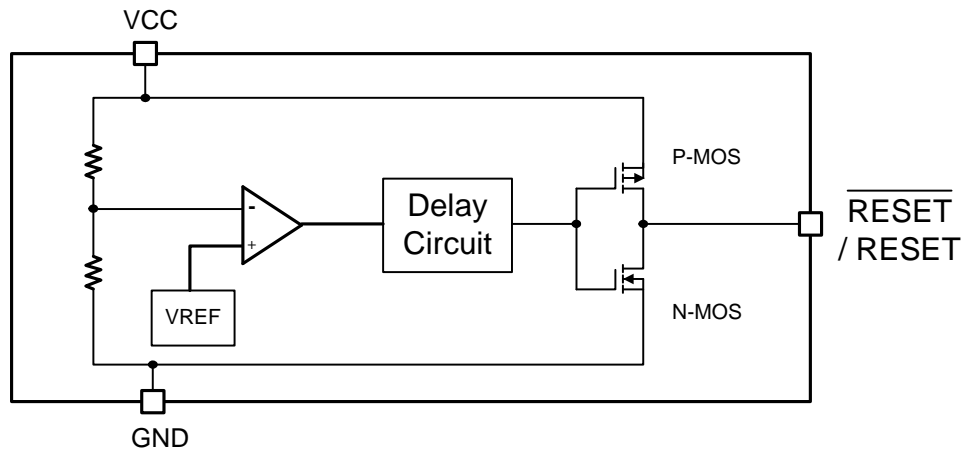 VCC
P-MOS
-
Delay
Circuit
RESET
/ RESET
+
VREF
N-MOS
GND